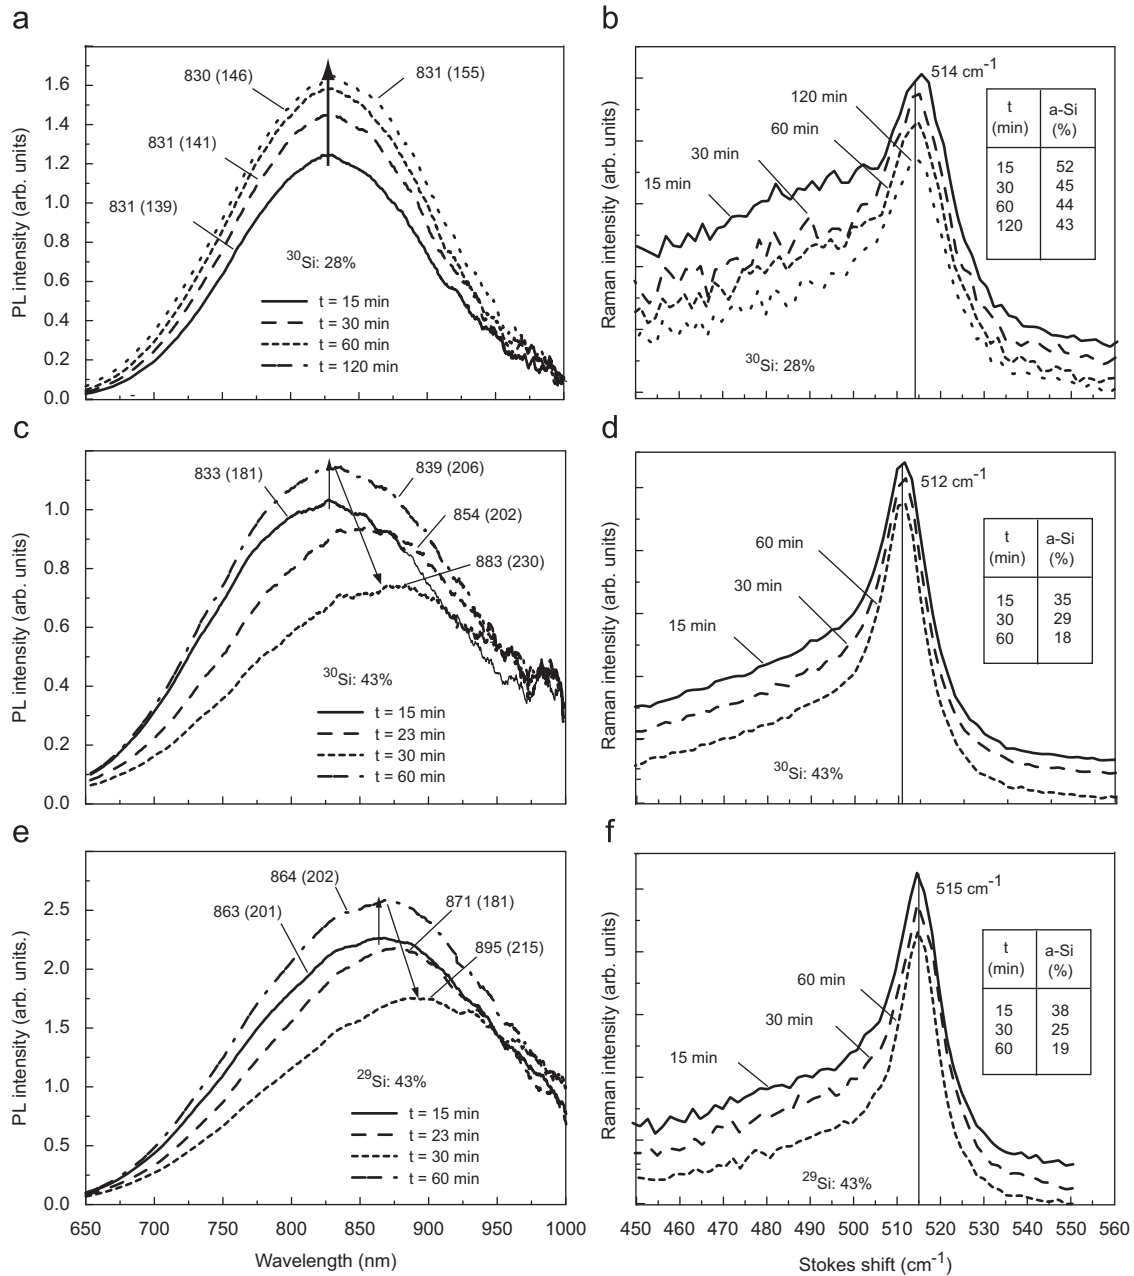 a
1.6
1.4
1.2
1.0
0.8
0.6
0.4
0.2
0.0
PL intensity (arb. units)
830 (146)
831 (155)
831 (141)
831 (139)
30Si: 28%
t = 15 min
t = 30 min
t = 60 min
t = 120 min
b
Raman intensity (arb. units)
514 cm-1
120 min
60 min
30 min
15 min
t a-Si
(min) (%)
15 52
30 45
60 44
120 43
30Si: 28%
c
1.0
0.8
0.6
0.4
0.2
0.0
PL intensity (arb. units)
833 (181)
839 (206)
854 (202)
883 (230)
30Si: 43%
t = 15 min
t = 23 min
t = 30 min
t = 60 min
d
Raman intensity (arb. units)
512 cm-1
60 min
30 min
15 min
t a-Si
(min) (%)
15 35
30 29
60 18
30Si: 43%
e
2.5
2.0
1.5
1.0
0.5
0.0
PL intensity (arb. units.)
864 (202)
863 (201)
871 (181)
895 (215)
29Si: 43%
t = 15 min
t = 23 min
t = 30 min
t = 60 min
650 700 750 800 850 900 950 1000
Wavelength (nm)
f
Raman intensity (arb. units)
515 cm-1
60 min
30 min
15 min
t a-Si
(min) (%)
15 38
30 25
60 19
29Si: 43%
450 460 470 480 490 500 510 520 530 540 550 560
Stokes shift (cm-1)